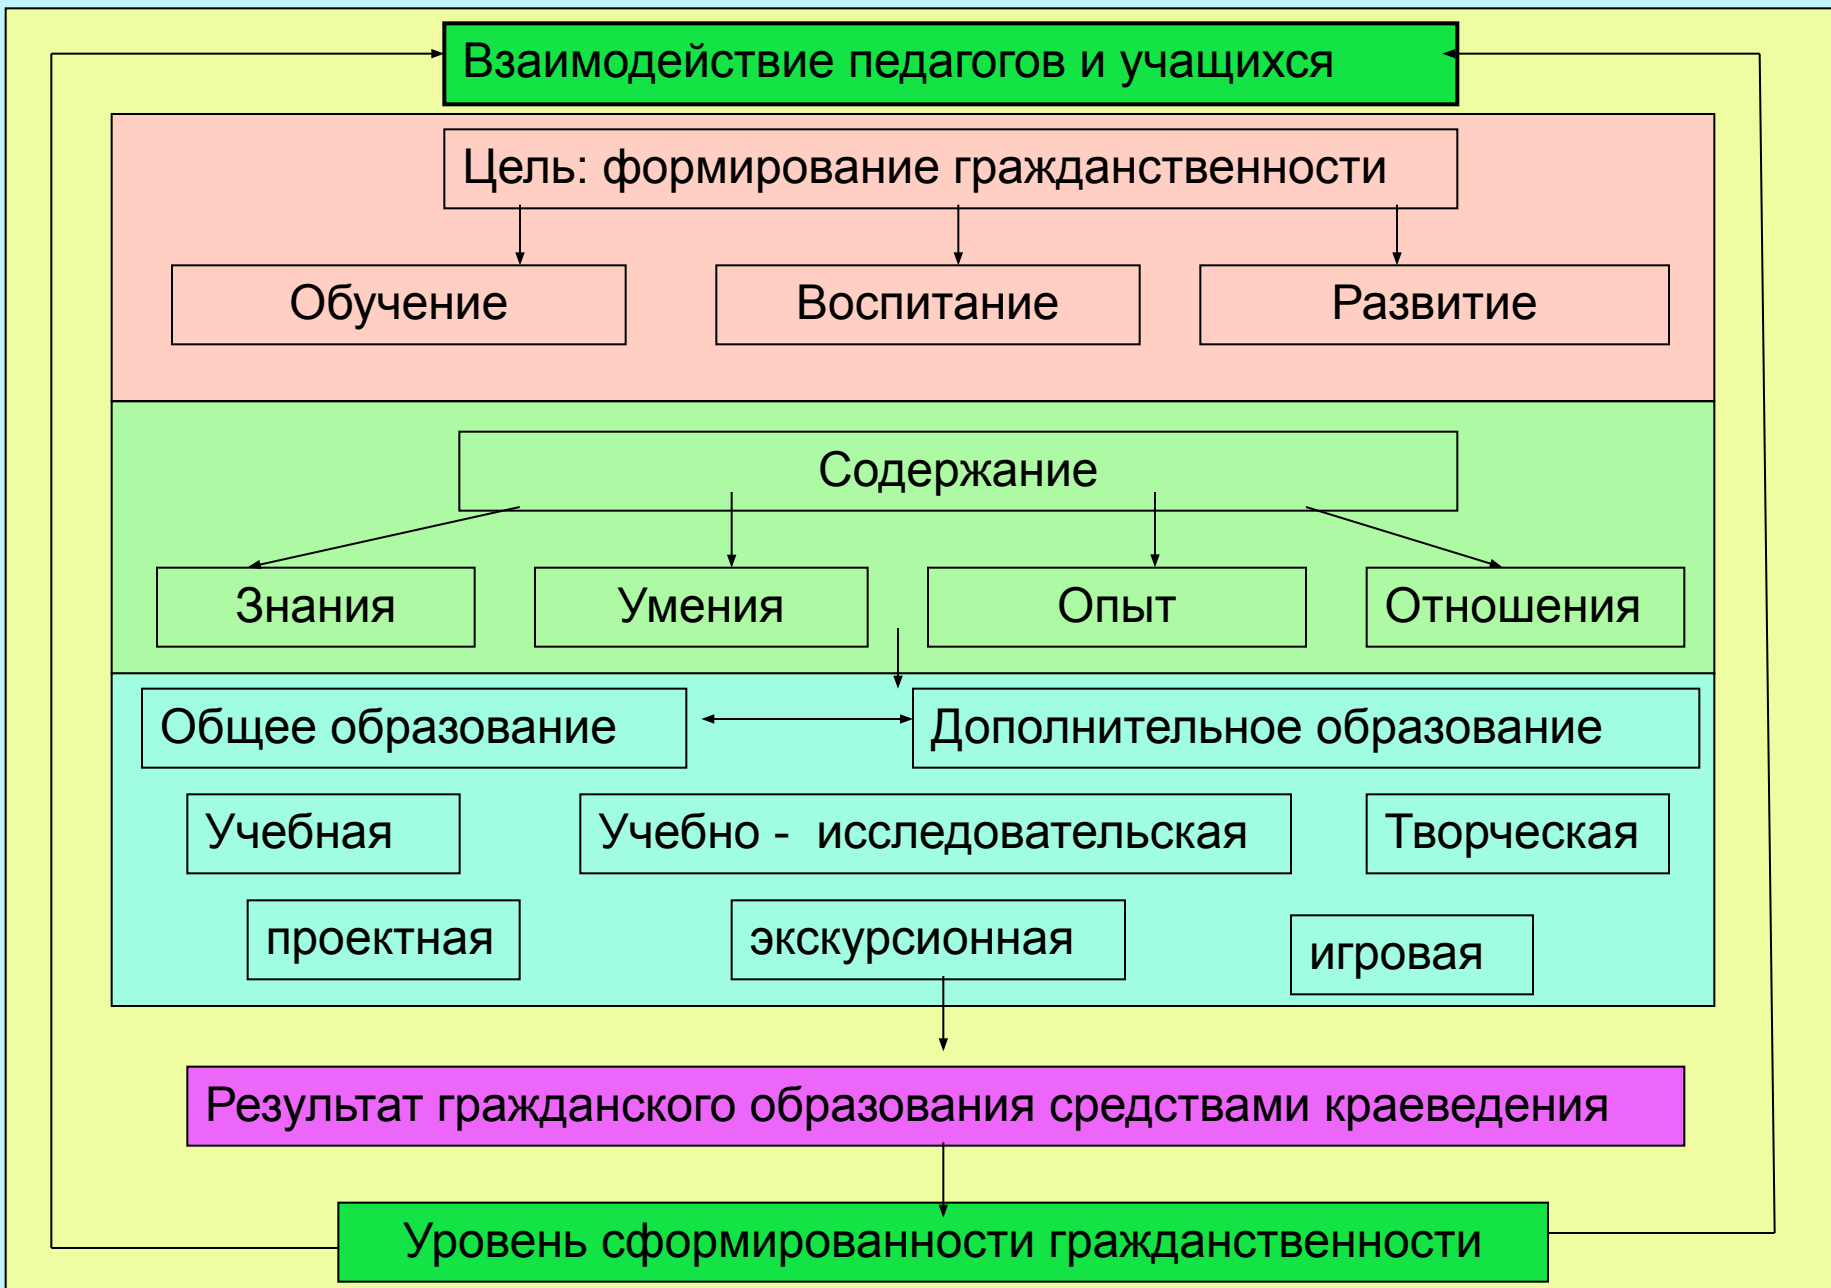 Взаимодействие педагогов и учащихся
Цель: формирование гражданственности
Обучение
Воспитание
Развитие
Содержание
Знания
Умения
Опыт
Отношения
Общее образование
Дополнительное образование
Учебная
Учебно - исследовательская
Творческая
проектная
экскурсионная
игровая
Результат гражданского образования средствами краеведения
Уровень сформированности гражданственности